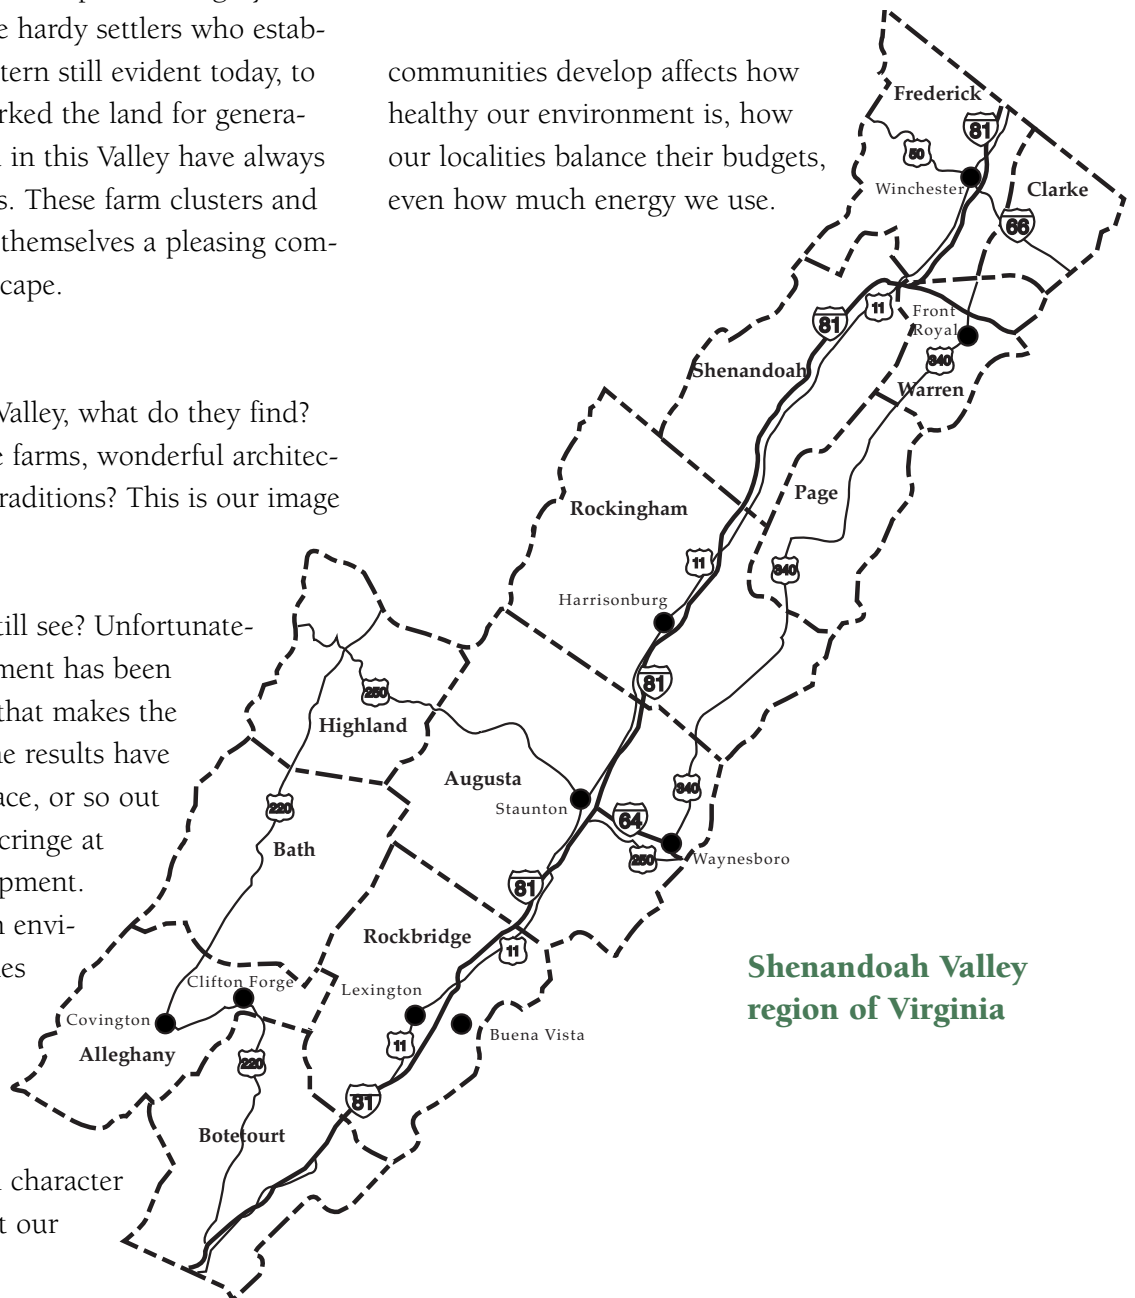 e hardy settlers who estab-
tern still evident today, to
rked the land for genera-
in this Valley have always
s. These farm clusters and
themselves a pleasing com-
cape.
Valley, what do they find?
e farms, wonderful architec-
raditions? This is our image
till see? Unfortunate-
ment has been
that makes the
he results have
ace, or so out
cringe at
pment.
n envi-
es
character
t our
communities develop affects how
healthy our environment is, how
our localities balance their budgets,
even how much energy we use.
Frederick
81
50
Winchester
Clarke
66
11
81
Front
Royal
340
Shenandoah
Warren
Page
Rockingham
11
340
Harrisonburg
81
250
Highland
Augusta
340
220
Staunton
64
Bath
250
Waynesboro
81
Rockbridge
11
Clifton Forge
Lexington
Covington
Buena Vista
11
Alleghany
220
81
Botetourt
Shenandoah Valley
region of Virginia